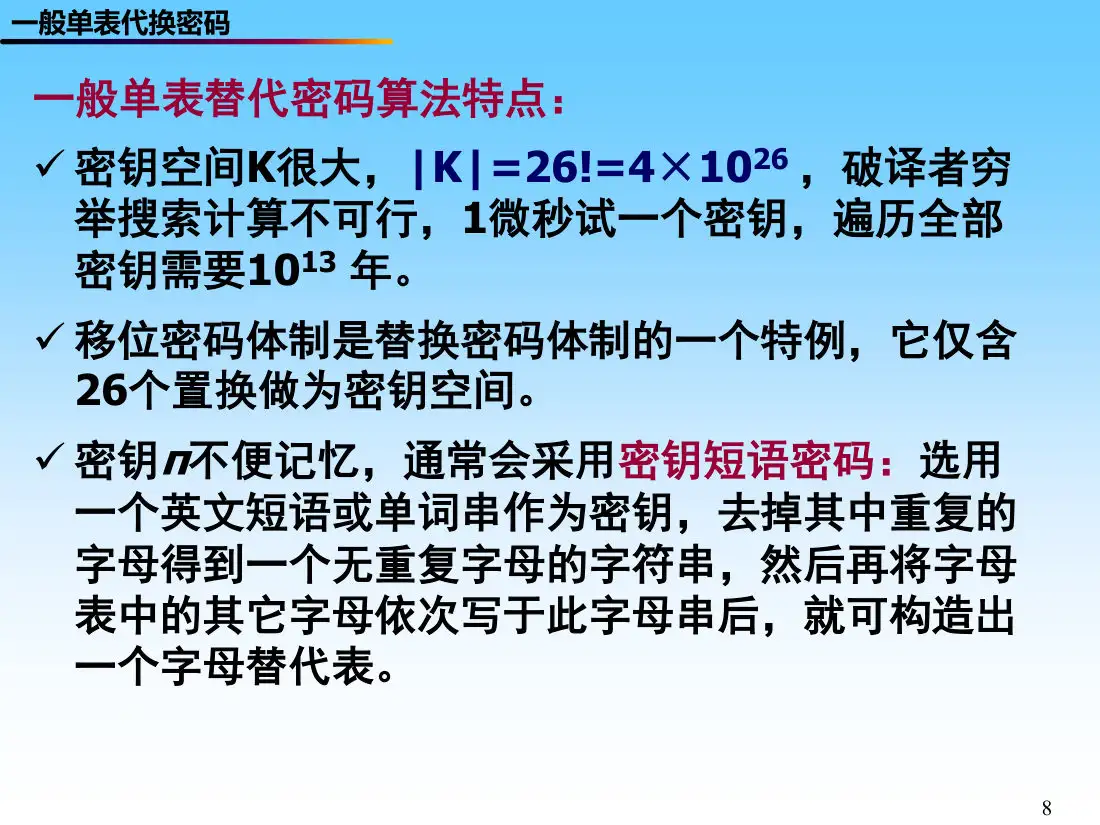 一般单表代换密码
一般单表替代密码算法特点：
✓ 密钥空间K很大，|K|=26!=4×10²⁶ ，破译者穷
举搜索计算不可行，1微秒试一个密钥，遍历全部
密钥需要10¹³ 年。
✓ 移位密码体制是替换密码体制的一个特例，它仅含
26个置换做为密钥空间。
✓ 密钥π不便记忆，通常会采用密钥短语密码：选用
一个英文短语或单词串作为密钥，去掉其中重复的
字母得到一个无重复字母的字符串，然后再将字母
表中的其它字母依次写于此字母串后，就可构造出
一个字母替代表。
8